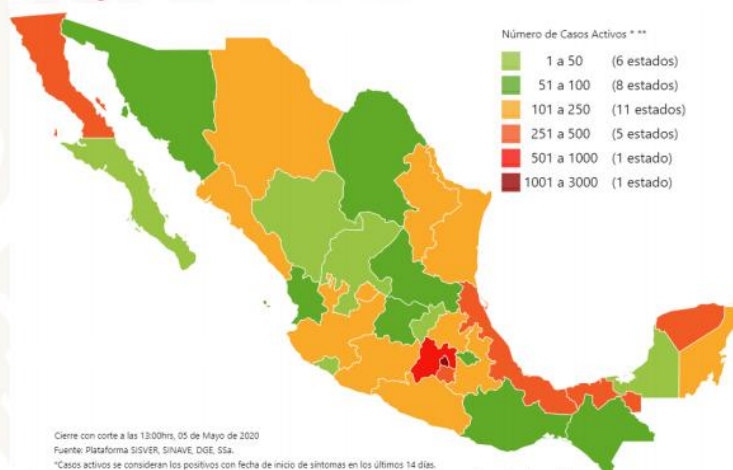 Número de Casos Activos * **
1 a 50 (6 estados)
51 a 100 (8 estados)
101 a 250 (11 estados)
251 a 500 (5 estados)
501 a 1000 (1 estado)
1001 a 3000 (1 estado)
Cierre con corte a las 13:00hrs, 05 de Mayo de 2020
Fuente: Plataforma SISVER, SINAVE, DGE, SSa.
*Casos activos se consideran los positivos con fecha de inicio de síntomas en los últimos 14 días.